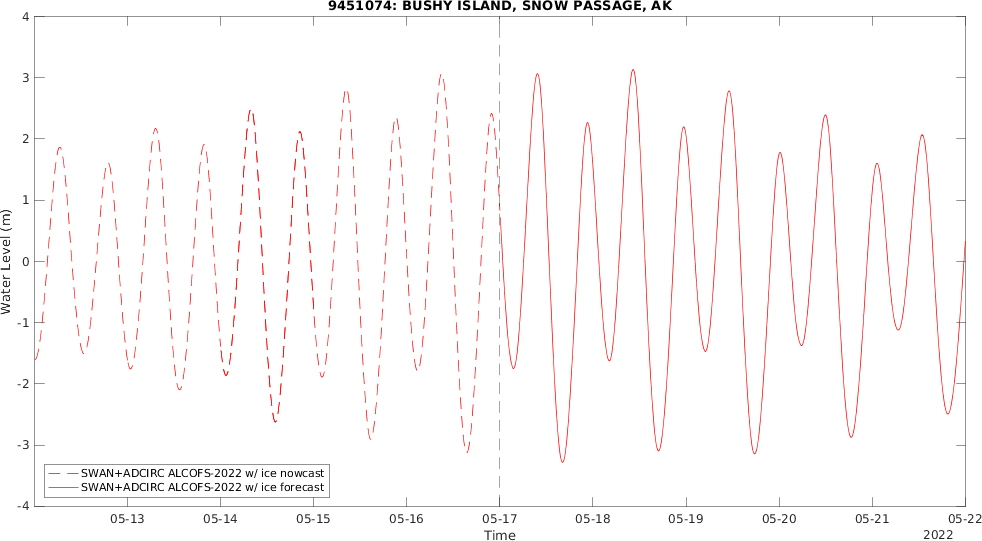 9451074: BUSHY ISLAND, SNOW PASSAGE, AK
4
3
2
1
0
-1
-2
-3
-4
Water Level (m)
SWAN+ADCIRC ALCOFS-2022 w/ ice nowcast
SWAN+ADCIRC ALCOFS-2022 w/ ice forecast
05-13 05-14 05-15 05-16 05-17 05-18 05-19 05-20 05-21 05-22
Time
2022